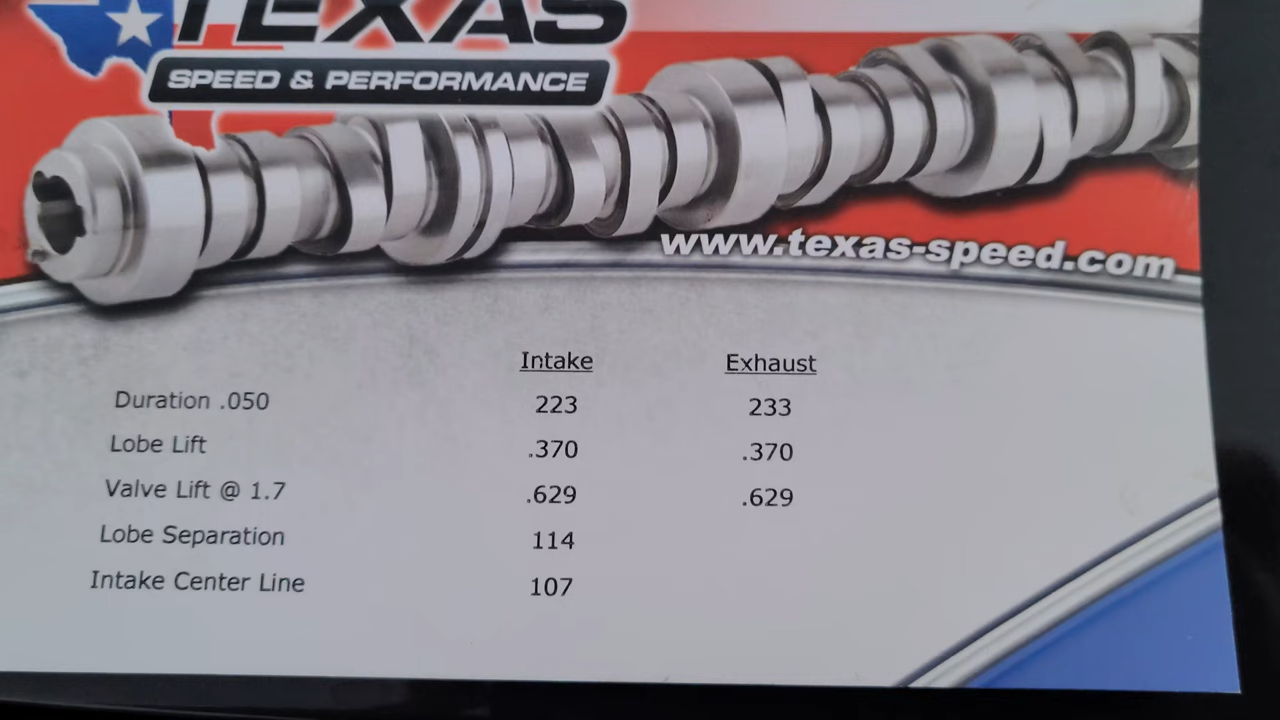 TEXAS
SPEED & PERFORMANCE
www.texas-speed.com
Intake Exhaust
Duration .050 223 233
Lobe Lift .370 .370
Valve Lift @ 1.7 .629 .629
Lobe Separation 114
Intake Center Line 107